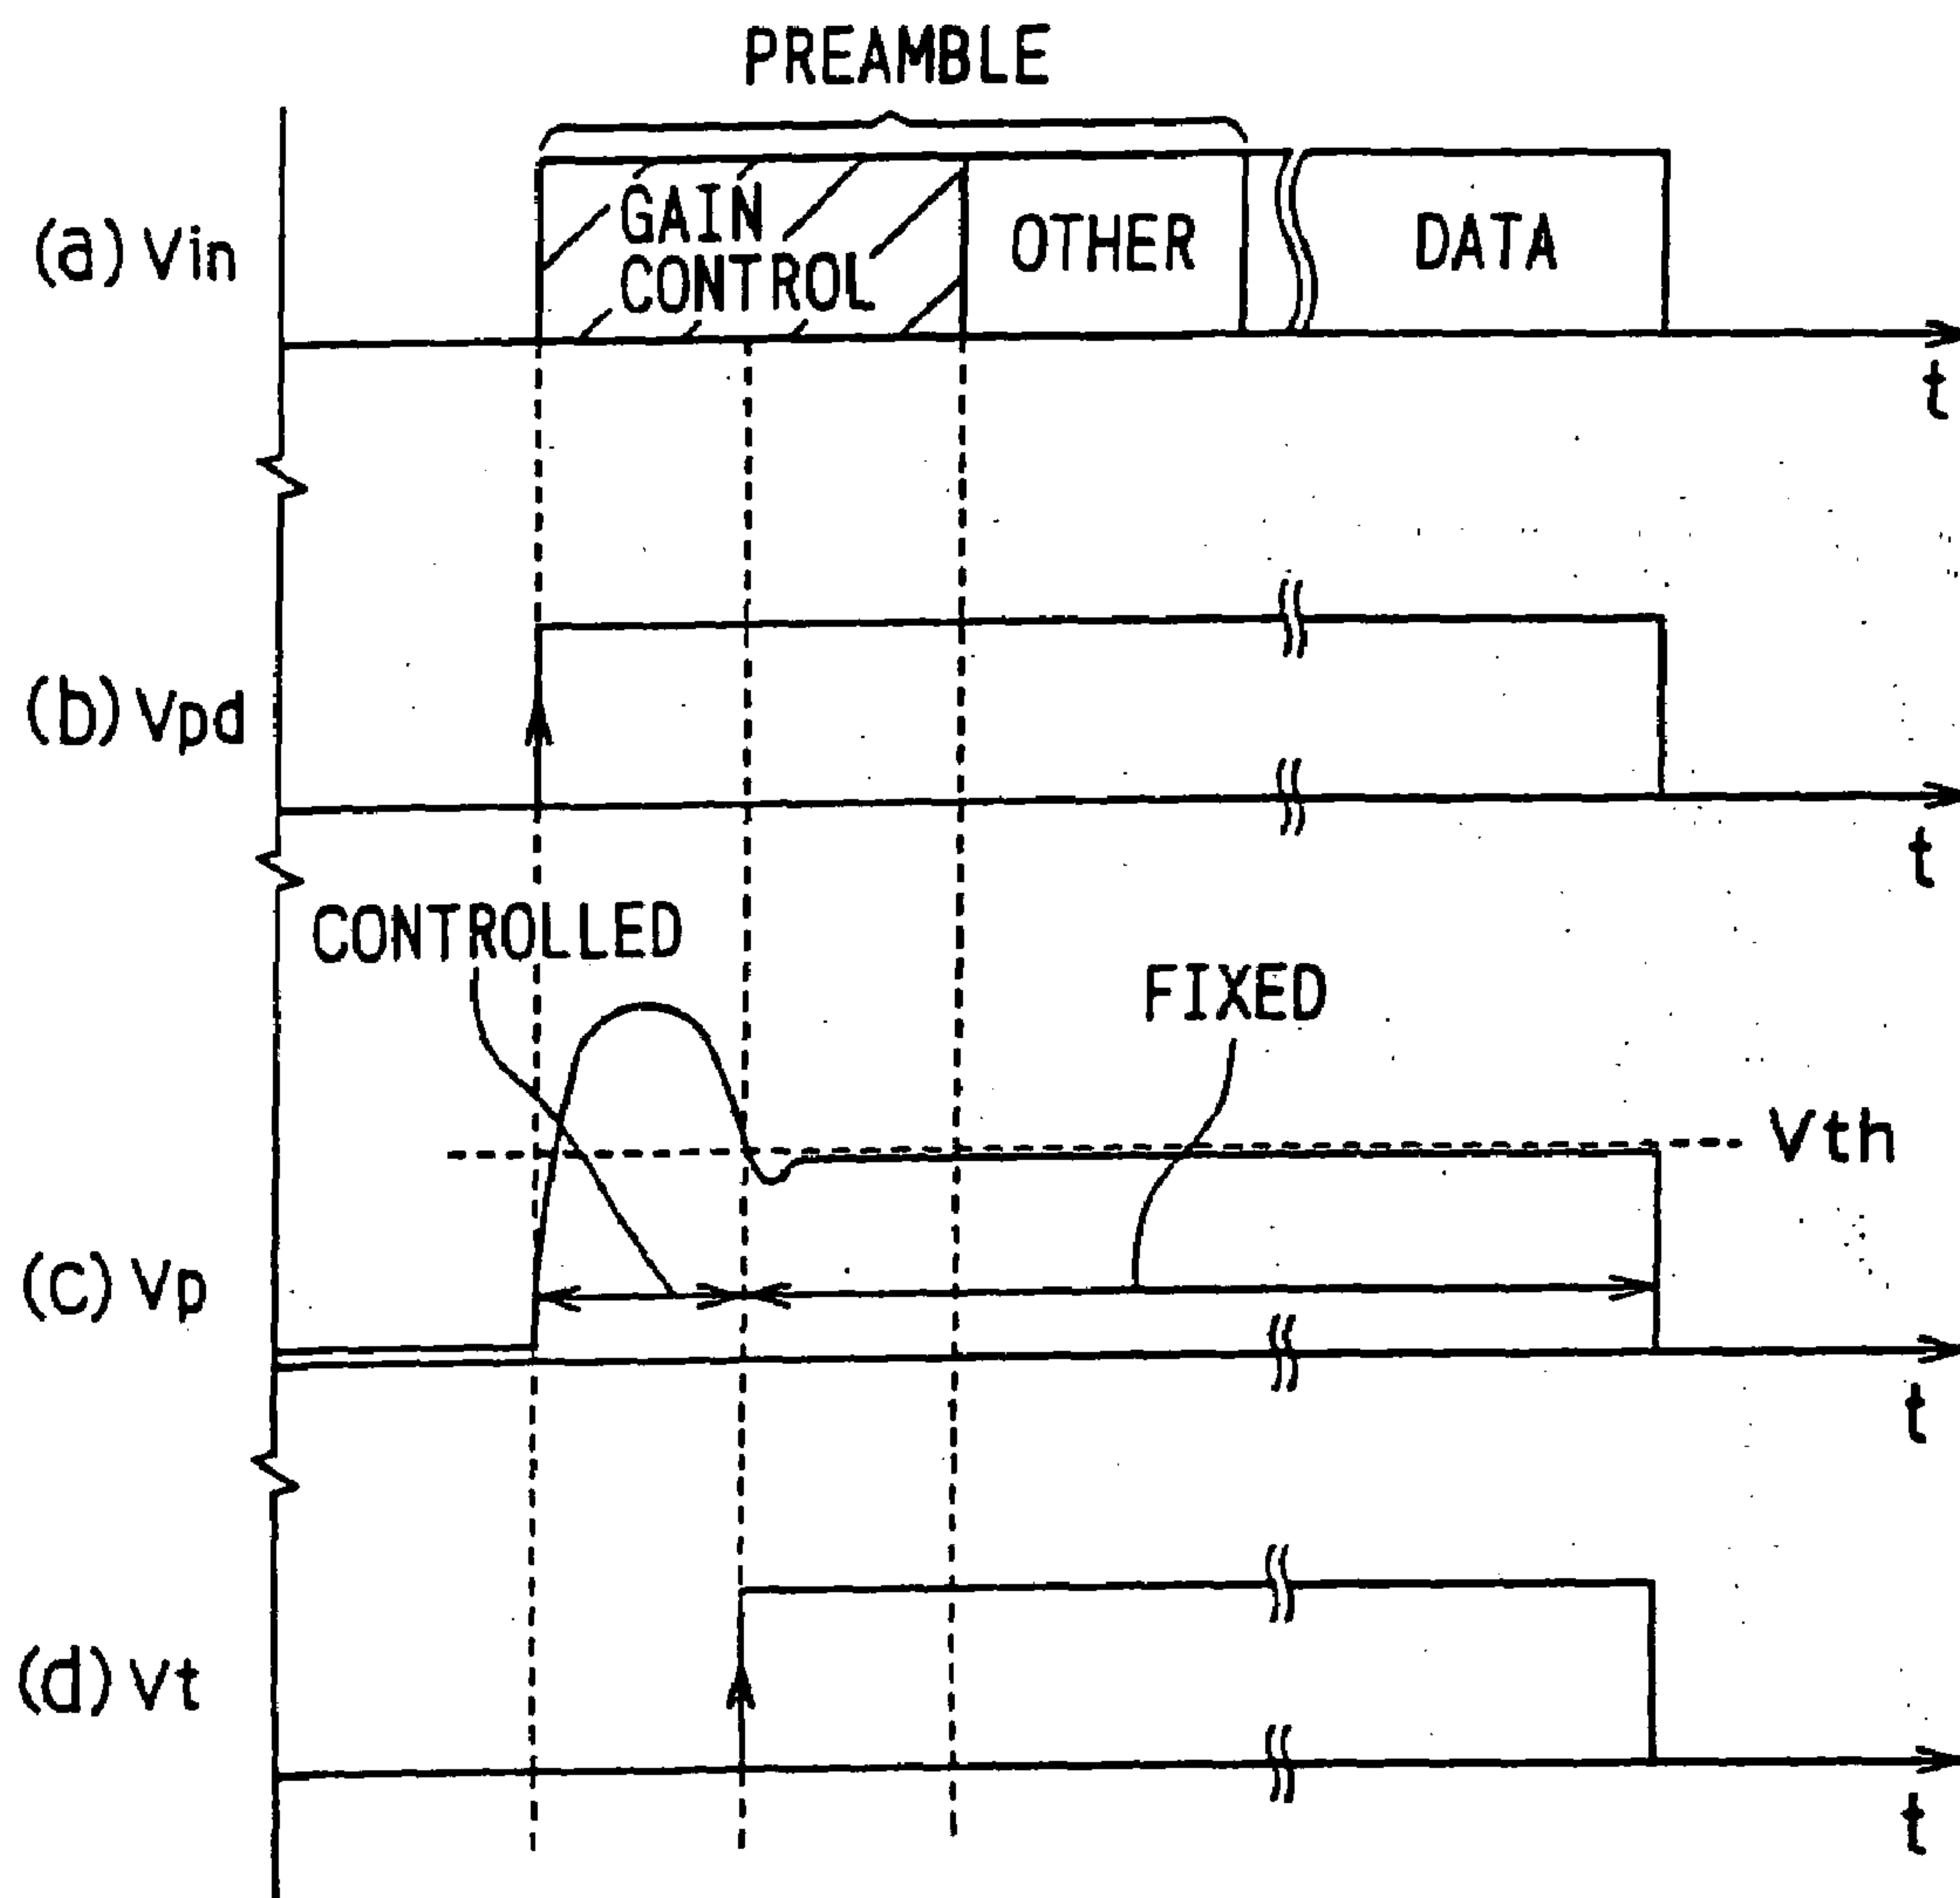 PREAMBLE
(a) Vin
GAIN
CONTROL
OTHER
DATA
t
(b) Vpd
t
CONTROLLED
FIXED
Vth
(c) Vp
t
(d) Vt
t